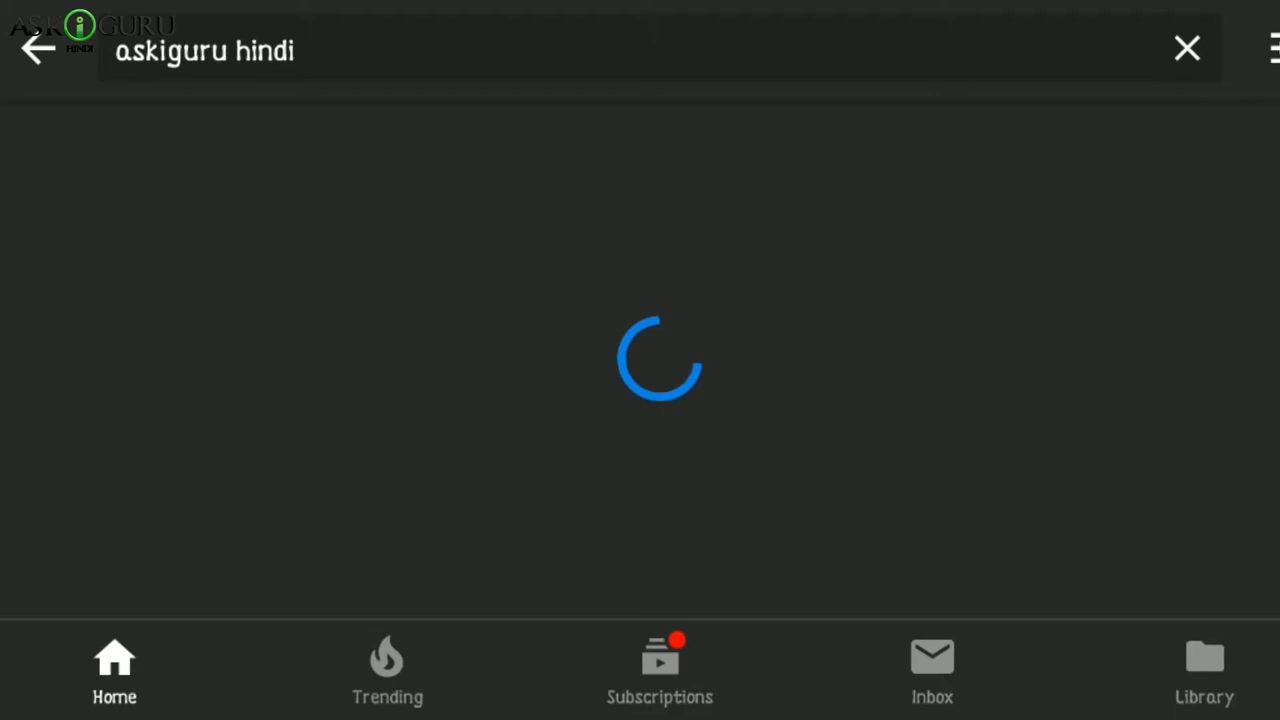 ASKiGURU
HINDI
askiguru hindi
Home
Trending
Subscriptions
Inbox
Library